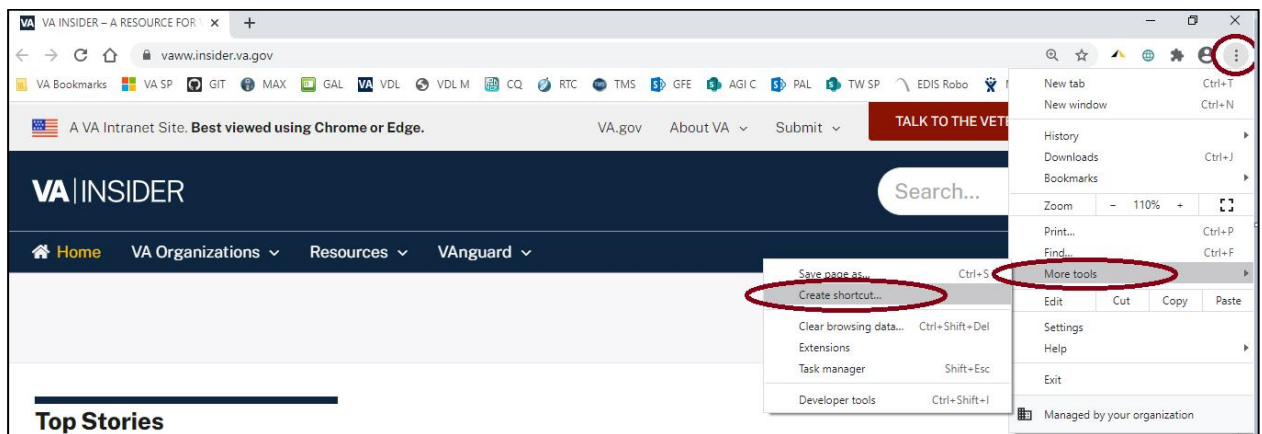 VA INSIDER – A RESOURCE FOR
vaww.insider.va.gov
VA Bookmarks VA SP GIT MAX GAL VDL VDL M CQ RTC TMS GFE AGI C PAL TW SP EDIS Robo
A VA Intranet Site. Best viewed using Chrome or Edge. VA.gov About VA Submit TALK TO THE VETE
VA|INSIDER Search...
Home VA Organizations Resources VAnguard
Top Stories
New tab Ctrl+T
New window Ctrl+N
History
Downloads Ctrl+J
Bookmarks
Zoom - 110% +
Print... Ctrl+P
Find... Ctrl+F
More tools
Edit Cut Copy Paste
Settings
Help
Exit
Managed by your organization
Save page as... Ctrl+S
Create shortcut...
Clear browsing data... Ctrl+Shift+Del
Extensions
Task manager Shift+Esc
Developer tools Ctrl+Shift+I